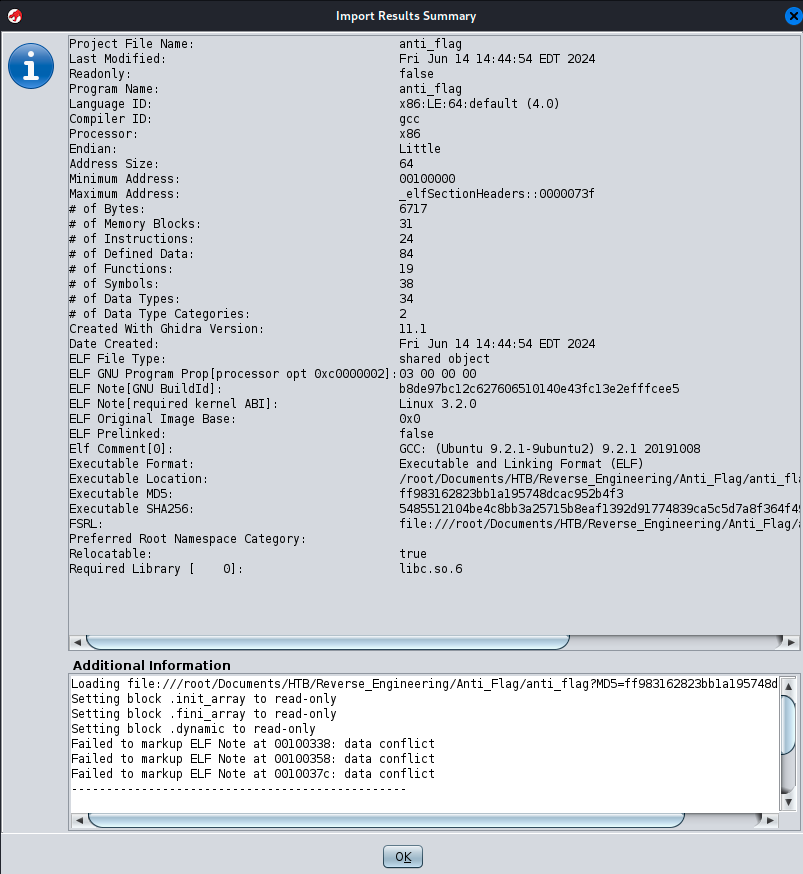 Import Results Summary
Project File Name: anti_flag
Last Modified: Fri Jun 14 14:44:54 EDT 2024
Readonly: false
Program Name: anti_flag
Language ID: x86:LE:64:default (4.0)
Compiler ID: gcc
Processor: x86
Endian: Little
Address Size: 64
Minimum Address: 00100000
Maximum Address: _elfSectionHeaders::0000073f
# of Bytes: 6717
# of Memory Blocks: 31
# of Instructions: 24
# of Defined Data: 84
# of Functions: 19
# of Symbols: 38
# of Data Types: 34
# of Data Type Categories: 2
Created With Ghidra Version: 11.1
Date Created: Fri Jun 14 14:44:54 EDT 2024
ELF File Type: shared object
ELF GNU Program Prop[processor opt 0xc0000002]: 03 00 00 00
ELF Note[GNU BuildId]: b8de97bc12c627606510140e43fc13e2efffcee5
ELF Note[required kernel ABI]: Linux 3.2.0
ELF Original Image Base: 0x0
ELF Prelinked: false
Elf Comment[0]: GCC: (Ubuntu 9.2.1-9ubuntu2) 9.2.1 20191008
Executable Format: Executable and Linking Format (ELF)
Executable Location: /root/Documents/HTB/Reverse_Engineering/Anti_Flag/anti_fla
Executable MD5: ff983162823bb1a195748dcac952b4f3
Executable SHA256: 5485512104be4c8bb3a25715b8eaf1392d91774839ca5c5d7a8f364f49
FSRL: file:///root/Documents/HTB/Reverse_Engineering/Anti_Flag/a
Preferred Root Namespace Category:
Relocatable: true
Required Library [ 0]: libc.so.6
Additional Information
Loading file:///root/Documents/HTB/Reverse_Engineering/Anti_Flag/anti_flag?MD5=ff983162823bb1a195748d
Setting block .init_array to read-only
Setting block .fini_array to read-only
Setting block .dynamic to read-only
Failed to markup ELF Note at 00100338: data conflict
Failed to markup ELF Note at 00100358: data conflict
Failed to markup ELF Note at 0010037c: data conflict
------------------------------------------------
OK